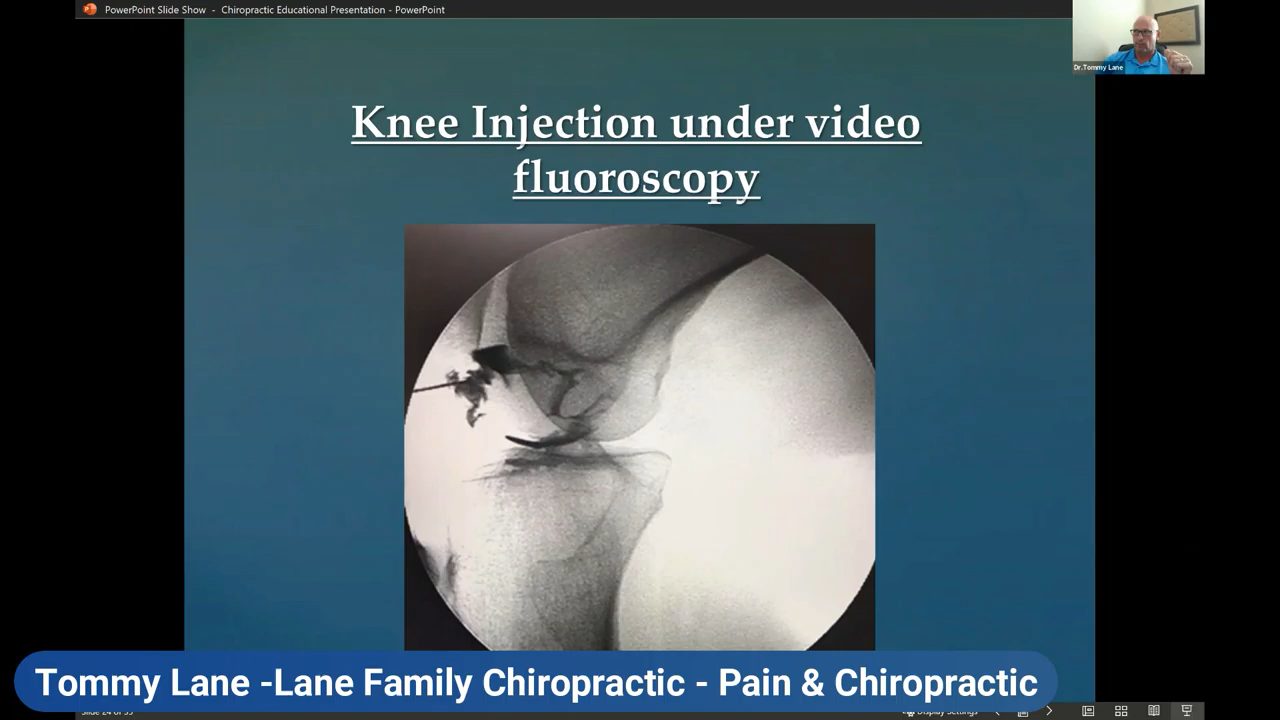 PowerPoint Slide Show - Chiropractic Educational Presentation - PowerPoint
Dr.Tommy Lane
Knee Injection under video
fluoroscopy
Tommy Lane -Lane Family Chiropractic - Pain & Chiropractic
Display Settings